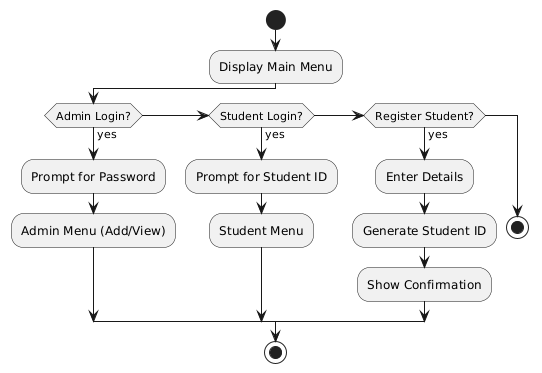 Display Main Menu
Admin Login?
Student Login?
Register Student?
yes
yes
yes
Prompt for Password
Prompt for Student ID
Enter Details
Admin Menu (Add/View)
Student Menu
Generate Student ID
Show Confirmation